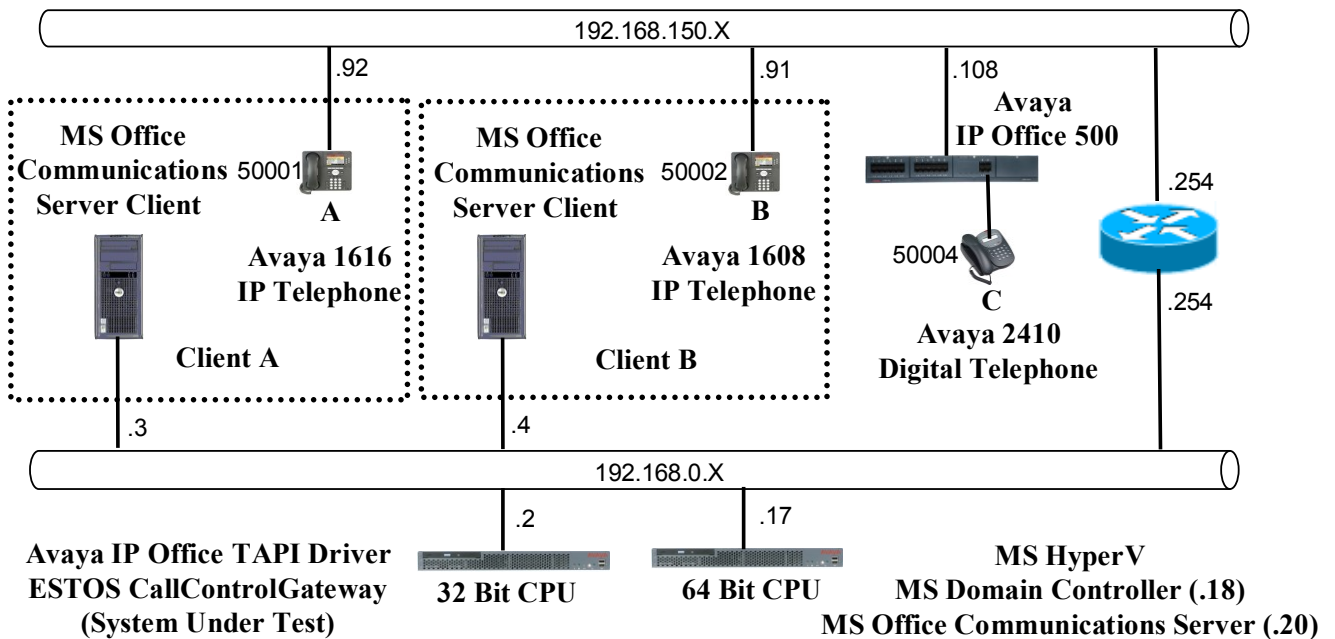 192.168.150.X
.92
.91
.108
MS Office
Communications
Server Client
50001
A
Avaya 1616
IP Telephone
Client A
MS Office
Communications
Server Client
50002
B
Avaya 1608
IP Telephone
Client B
Avaya
IP Office 500
50004
C
Avaya 2410
Digital Telephone
.254
.254
.3
.4
192.168.0.X
.2
.17
Avaya IP Office TAPI Driver
ESTOS CallControlGateway
(System Under Test)
32 Bit CPU
64 Bit CPU
MS HyperV
MS Domain Controller (.18)
MS Office Communications Server (.20)